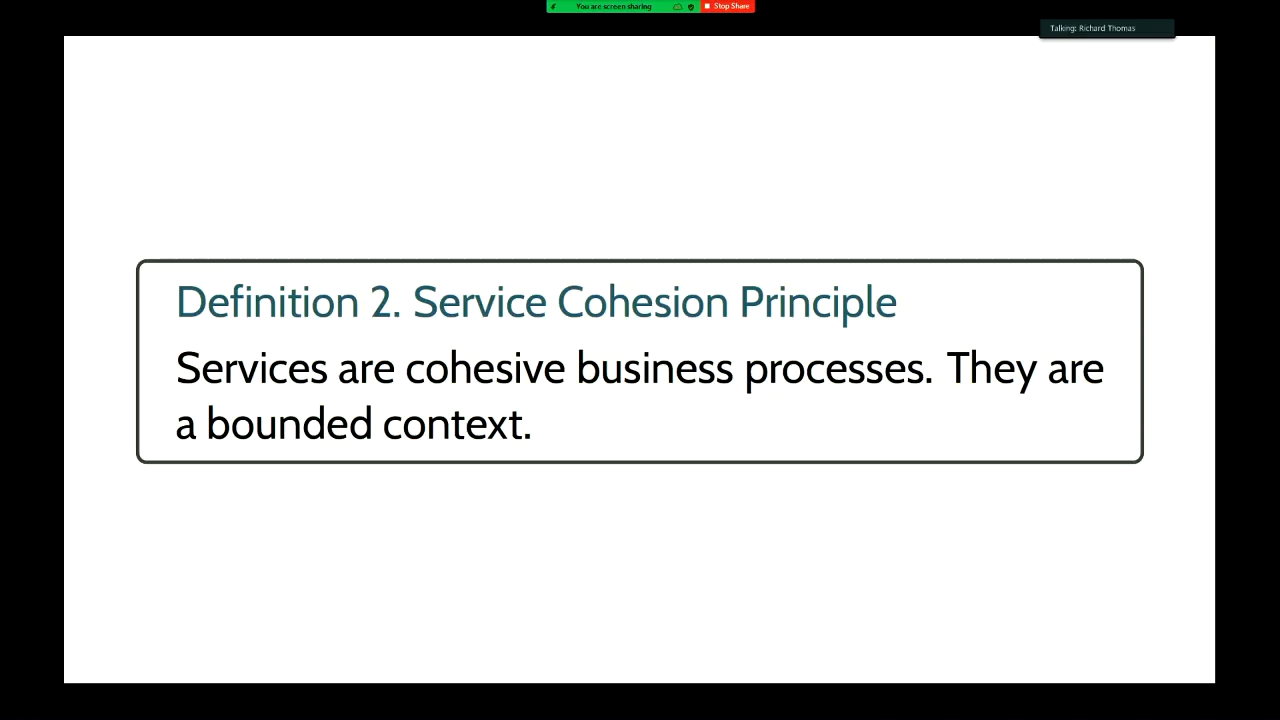 You are screen sharing
Stop Share
Talking: Richard Thomas
Definition 2. Service Cohesion Principle
Services are cohesive business processes. They are
a bounded context.